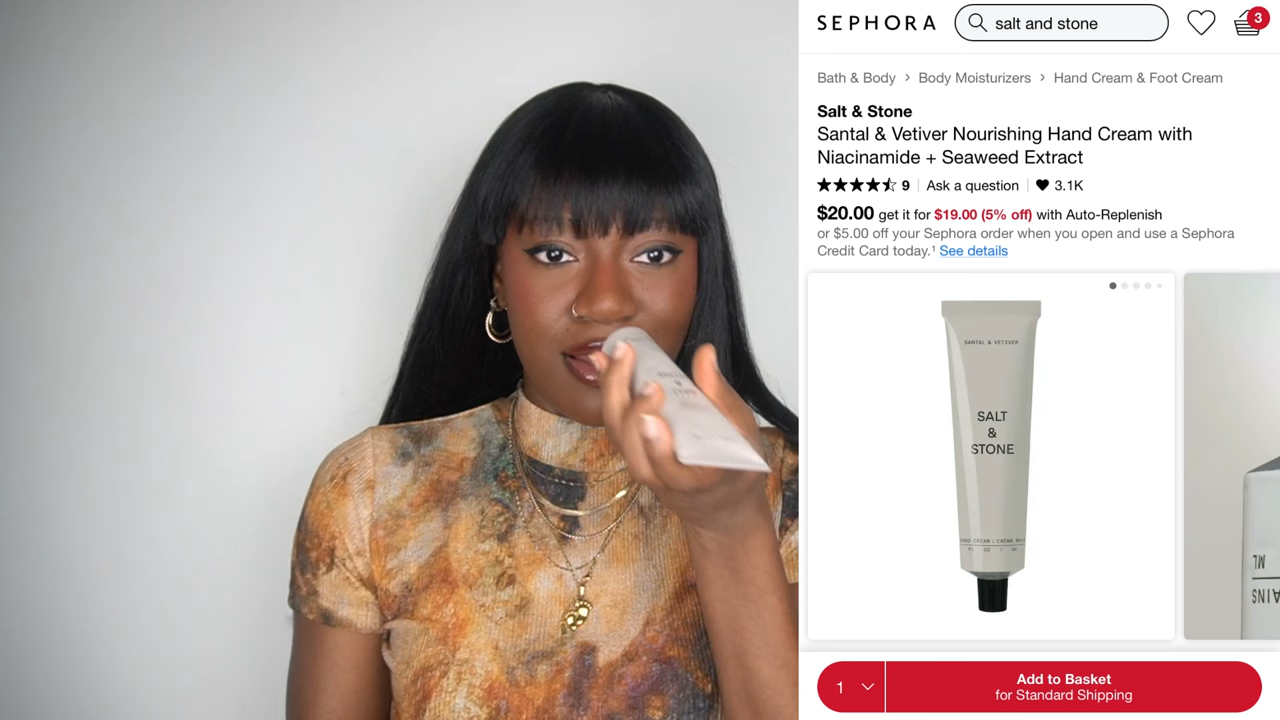 SEPHORA
salt and stone
3
Bath & Body > Body Moisturizers > Hand Cream & Foot Cream
Salt & Stone
Santal & Vetiver Nourishing Hand Cream with
Niacinamide + Seaweed Extract
9 Ask a question 3.1K
$20.00 get it for $19.00 (5% off) with Auto-Replenish
or $5.00 off your Sephora order when you open and use a Sephora
Credit Card today.¹ See details
SANTAL & VETIVER
SALT
&
STONE
ML
1
Add to Basket
for Standard Shipping